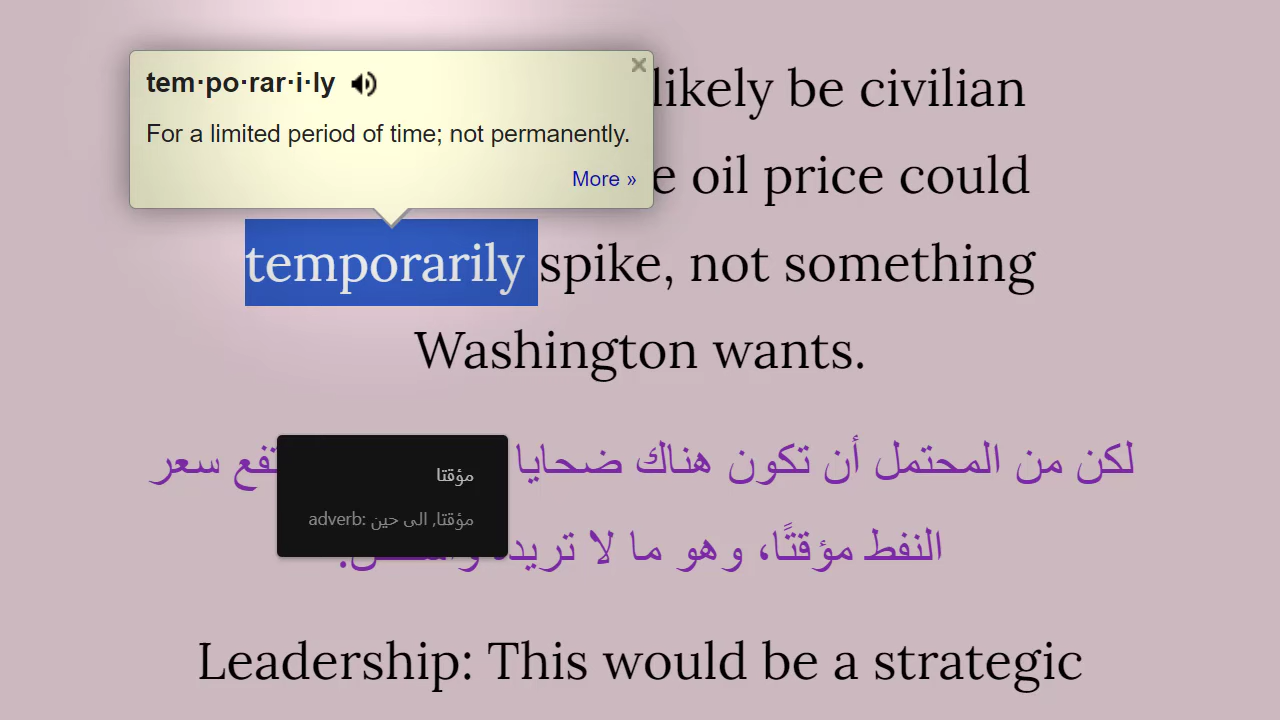 tem·po·rar·i·ly
For a limited period of time; not permanently.
More »
likely be civilian
e oil price could
temporarily spike, not something
Washington wants.
لكن من المحتمل أن تكون هناك ضحايا تفع سعر
النفط مؤقتًا، وهو ما لا تريده
مؤقتا
adverb: مؤقتا, الى حين
Leadership: This would be a strategic